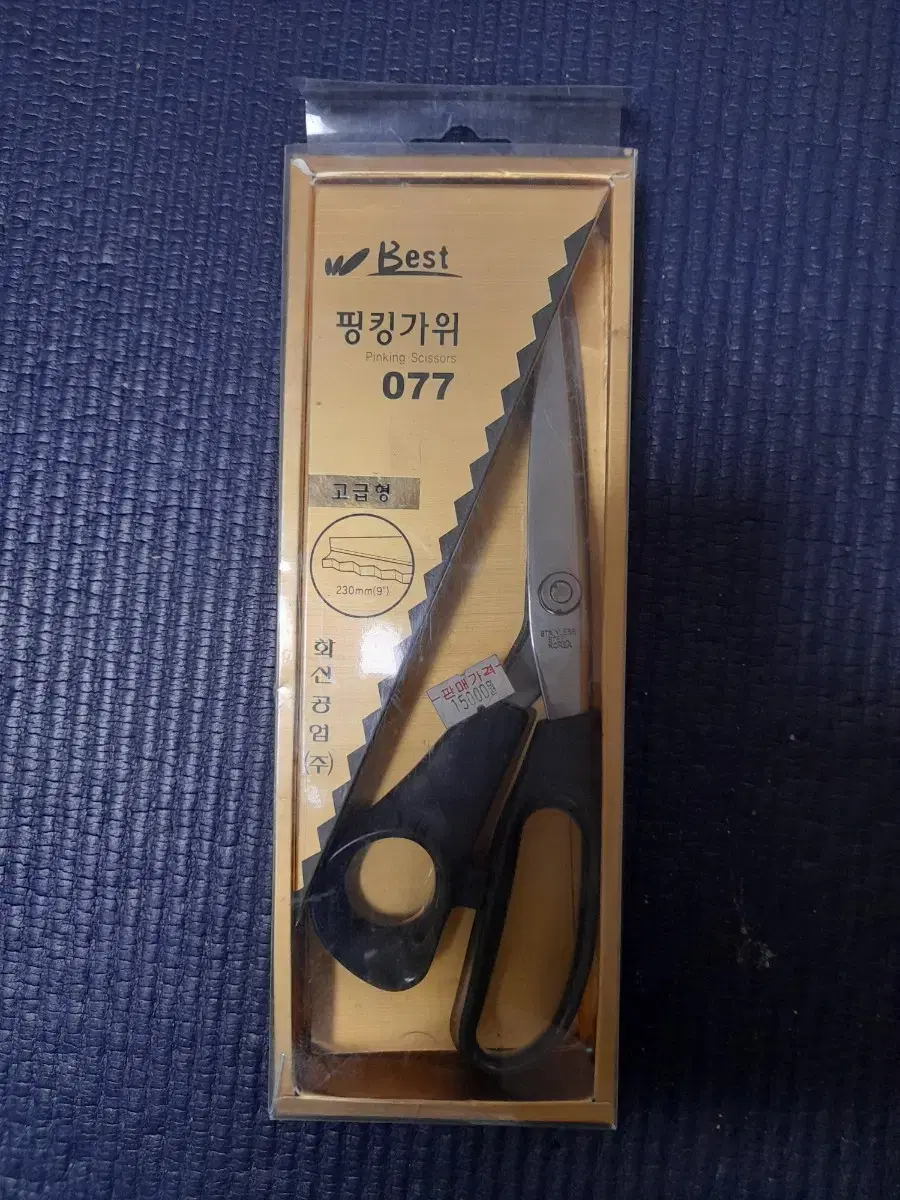 Best
핑킹가위
Pinking Scissors
077
고급형
230mm(9")
화신공업(주)
STAINLESS
STEEL
KOREA
판매가격
15000원